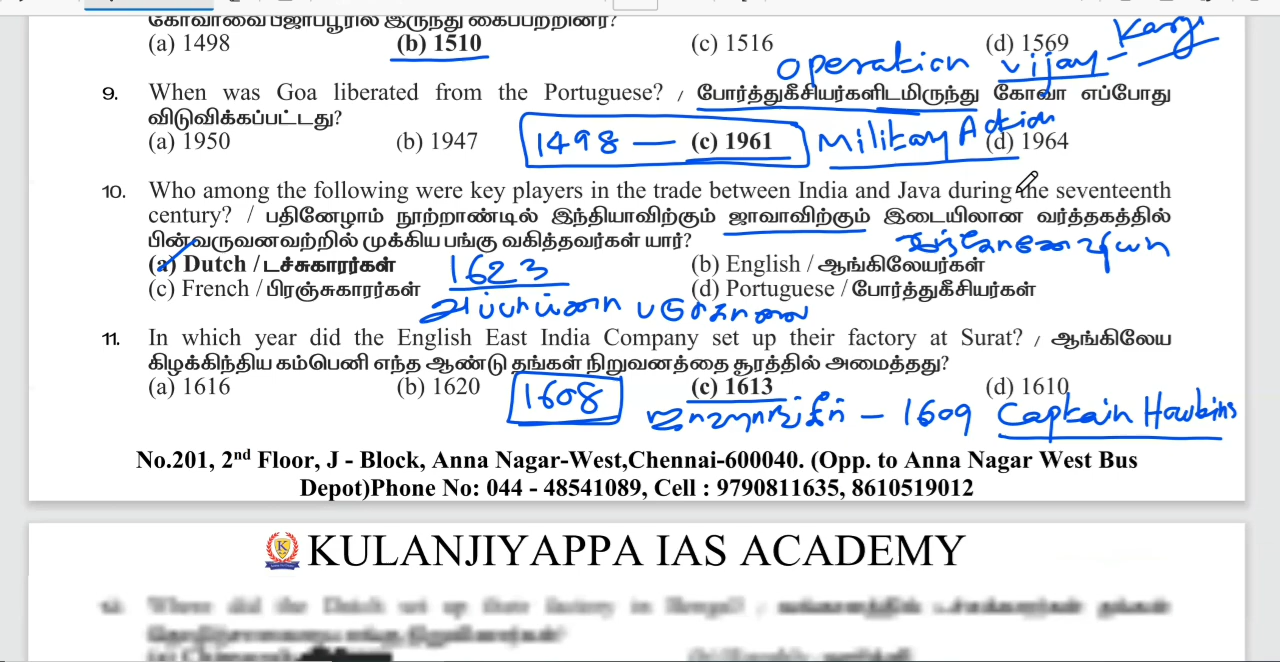 கோவாவை பிஜாப்பூரில் இருந்து கைப்பற்றினர்?
(a) 1498 (b) 1510 (c) 1516 (d) 1569
operation vijay -
9. When was Goa liberated from the Portuguese? / போர்த்துகீசியர்களிடமிருந்து கோவா எப்போது
விடுவிக்கப்பட்டது?
(a) 1950 (b) 1947 1498 — (c) 1961 Military Action (d) 1964
10. Who among the following were key players in the trade between India and Java during the seventeenth
century? / பதினேழாம் நூற்றாண்டில் இந்தியாவிற்கும் ஜாவாவிற்கும் இடையிலான வர்த்தகத்தில்
பின்வருவனவற்றில் முக்கிய பங்கு வகித்தவர்கள் யார்?
(a) Dutch / டச்சுகாரர்கள் 1623 (b) English / ஆங்கிலேயர்கள்
(c) French / பிரஞ்சுகாரர்கள் (d) Portuguese / போர்த்துகீசியர்கள்
படுகொலை
11. In which year did the English East India Company set up their factory at Surat? / ஆங்கிலேய
கிழக்கிந்திய கம்பெனி எந்த ஆண்டு தங்கள் நிறுவனத்தை சூரத்தில் அமைத்தது?
(a) 1616 (b) 1620 1608 (c) 1613 (d) 1610
ஜஹாங்கீர் – 1609 Captain Hawkins
No.201, 2nd Floor, J - Block, Anna Nagar-West,Chennai-600040. (Opp. to Anna Nagar West Bus
Depot)Phone No: 044 - 48541089, Cell : 9790811635, 8610519012
KULANJIYAPPA IAS ACADEMY